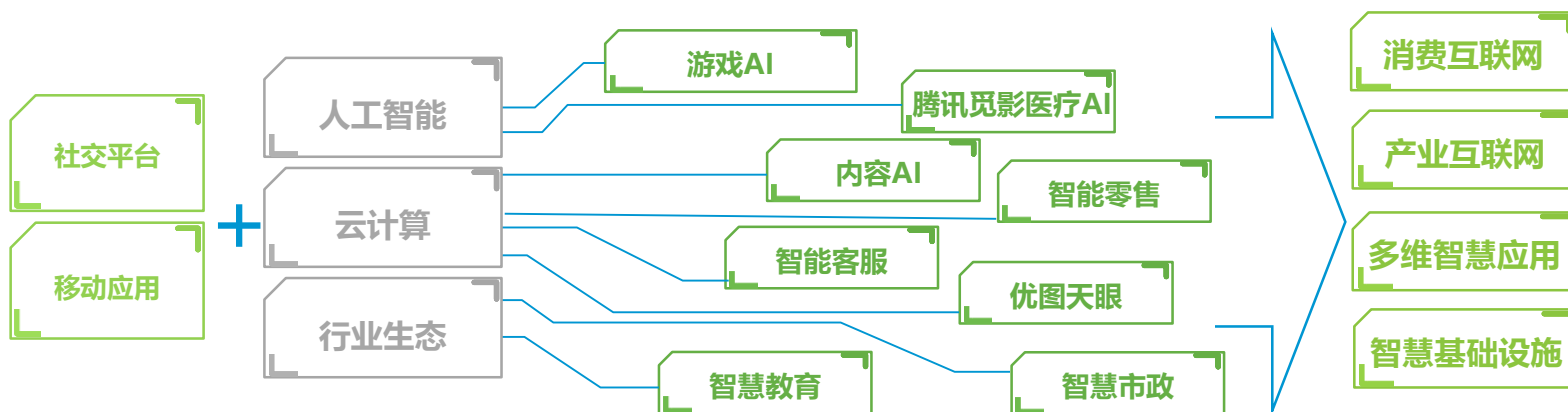 社交平台
移动应用
+
人工智能
云计算
行业生态
游戏AI
腾讯觅影医疗AI
内容AI
智能零售
智能客服
优图天眼
智慧教育
智慧市政
消费互联网
产业互联网
多维智慧应用
智慧基础设施